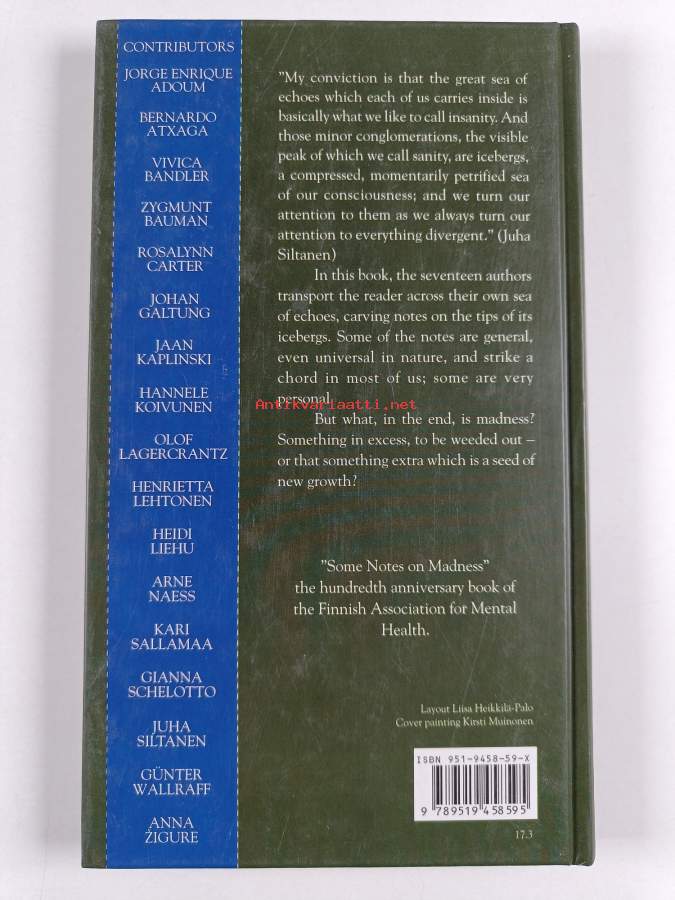 CONTRIBUTORS
JORGE ENRIQUE
ADOUM
BERNARDO
ATXAGA
VIVICA
BANDLER
ZYGMUNT
BAUMAN
ROSALYNN
CARTER
JOHAN
GALTUNG
JAAN
KAPLINSKI
HANNELE
KOIVUNEN
OLOF
LAGERCRANTZ
HENRIETTA
LEHTONEN
HEIDI
LIEHU
ARNE
NAESS
KARI
SALLAMAA
GIANNA
SCHELOTTO
JUHA
SILTANEN
GÜNTER
WALLRAFF
ANNA
ŽIGURE
"My conviction is that the great sea of
echoes which each of us carries inside is
basically what we like to call insanity. And
those minor conglomerations, the visible
peak of which we call sanity, are icebergs,
a compressed, momentarily petrified sea
of our consciousness; and we turn our
attention to them as we always turn our
attention to everything divergent." (Juha
Siltanen)
In this book, the seventeen authors
transport the reader across their own sea
of echoes, carving notes on the tips of its
icebergs. Some of the notes are general,
even universal in nature, and strike a
chord in most of us; some are very
personal.
Antikvariaatti.net
But what, in the end, is madness?
Something in excess, to be weeded out –
or that something extra which is a seed of
new growth?
"Some Notes on Madness"
the hundredth anniversary book of
the Finnish Association for Mental
Health.
Layout Liisa Heikkilä-Palo
Cover painting Kirsti Muinonen
ISBN 951-9458-59-X
9 789519 458595
17.3